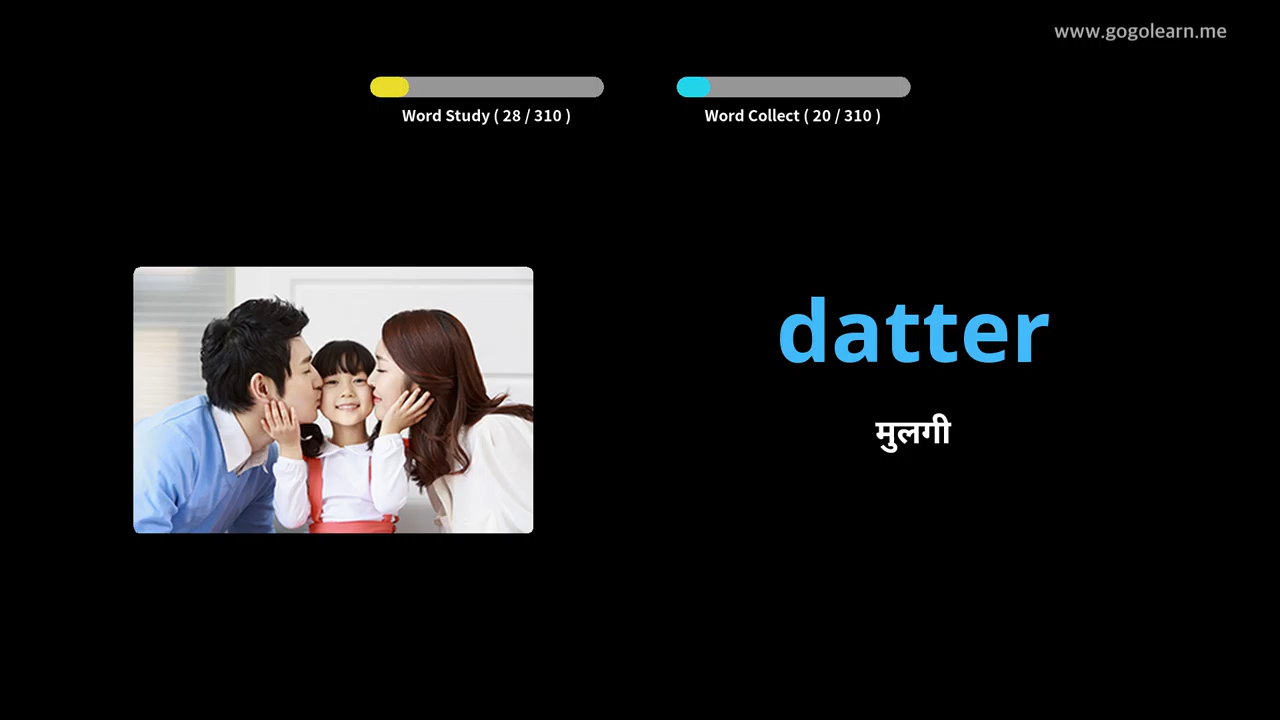 www.gogolearn.me
Word Study ( 28 / 310 )
Word Collect ( 20 / 310 )
datter
मुलगी